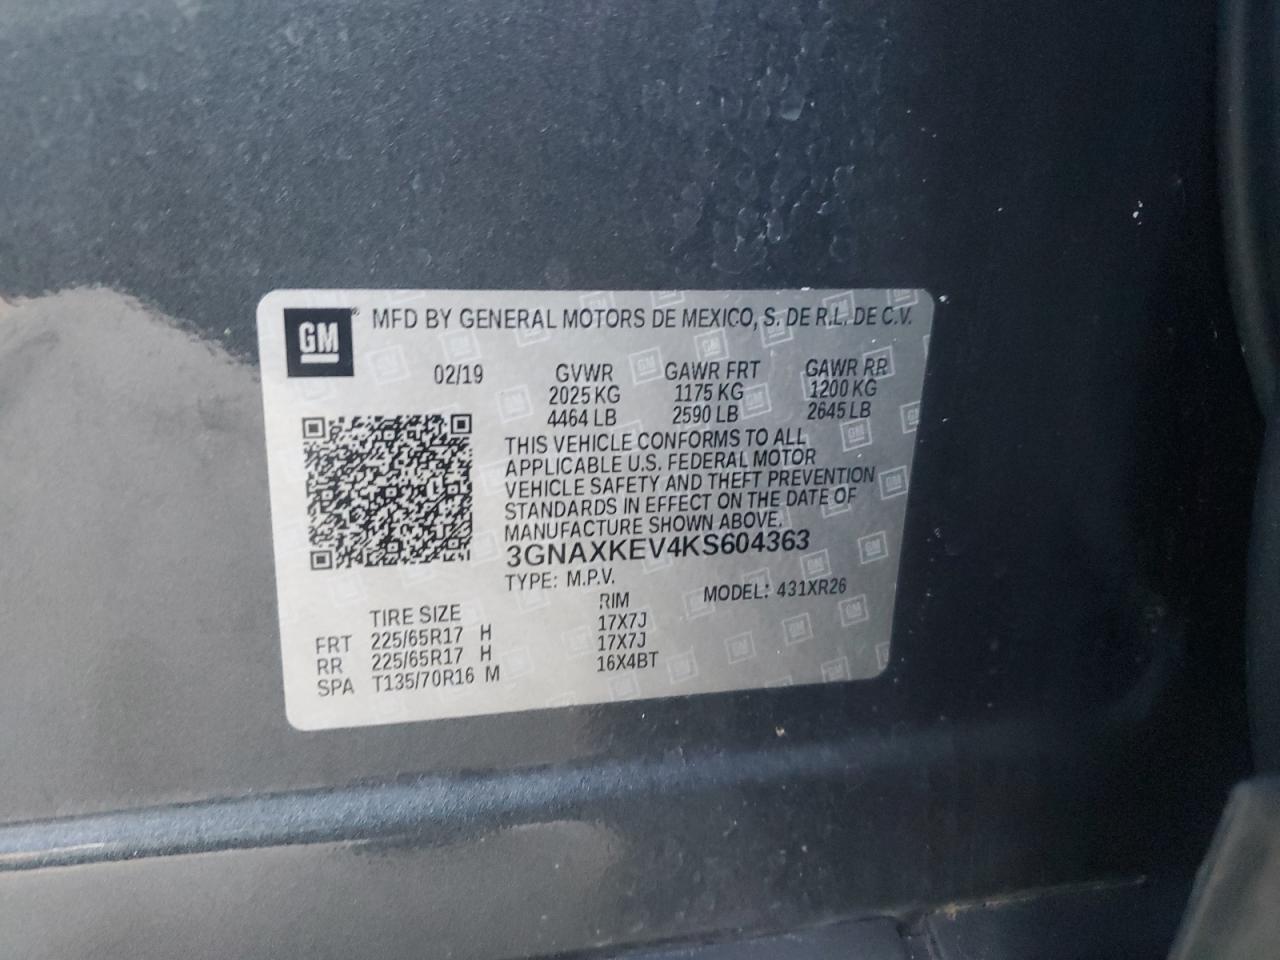 GM® MFD BY GENERAL MOTORS DE MEXICO, S. DE R.L. DE C.V.
02/19 GVWR GAWR FRT GAWR RR
2025 KG 1175 KG 1200 KG
4464 LB 2590 LB 2645 LB
THIS VEHICLE CONFORMS TO ALL
APPLICABLE U.S. FEDERAL MOTOR
VEHICLE SAFETY AND THEFT PREVENTION
STANDARDS IN EFFECT ON THE DATE OF
MANUFACTURE SHOWN ABOVE.
3GNAXKEV4KS604363
TYPE: M.P.V. MODEL: 431XR26
TIRE SIZE RIM
FRT 225/65R17 H 17X7J
RR 225/65R17 H 17X7J
SPA T135/70R16 M 16X4BT